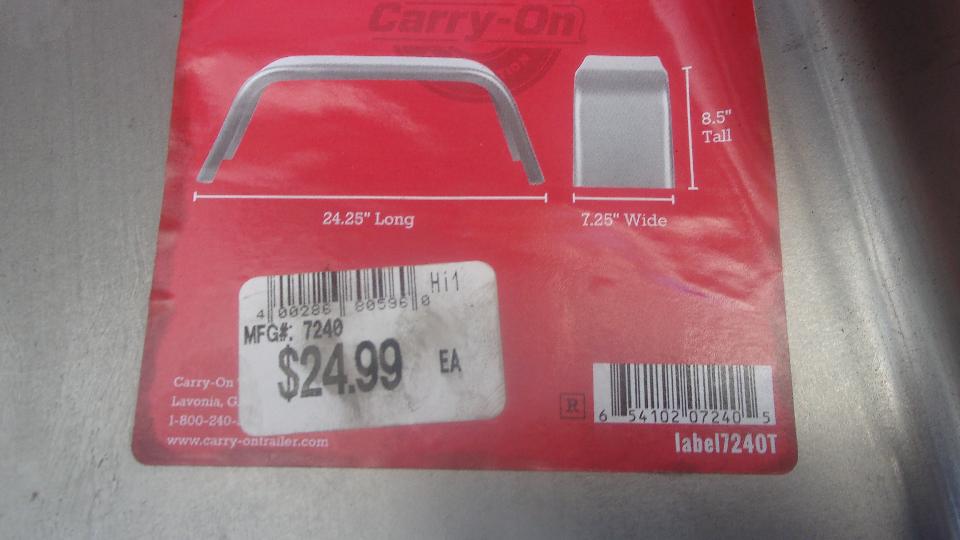 Carry-On
8.5"
Tall
24.25" Long
7.25" Wide
Hi1
4 00286 80596 0
MFG#: 7240
$24.99 EA
Carry-On
Lavonia, G
1-800-240-
www.carry-ontrailer.com
R
6 54102 07240 5
label7240T